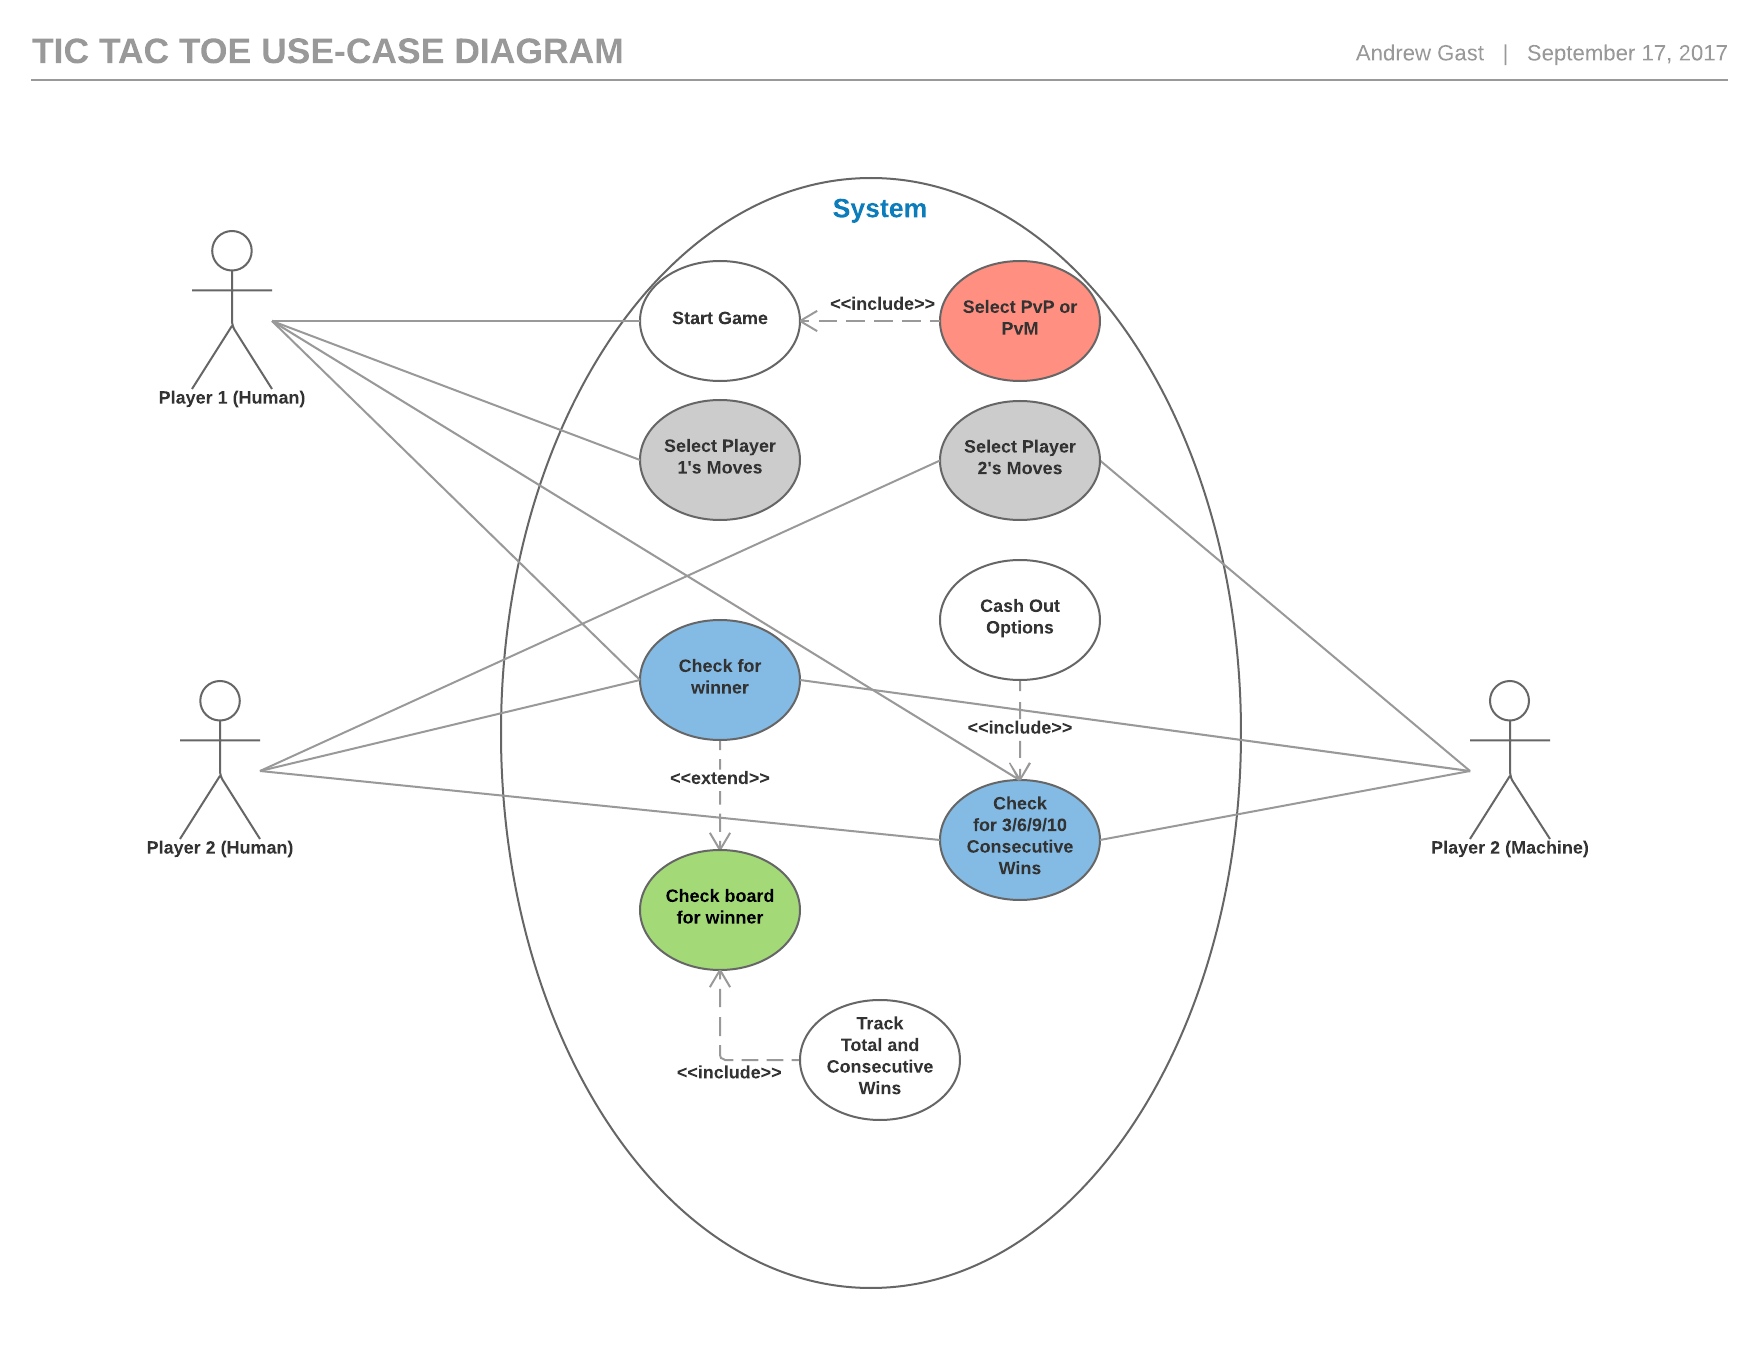 TIC TAC TOE USE-CASE DIAGRAM
Andrew Gast | September 17, 2017
System
Start Game
<<include>>
Select PvP or
PvM
Player 1 (Human)
Select Player
1's Moves
Select Player
2's Moves
Cash Out
Options
Check for
winner
<<include>>
<<extend>>
Check
for 3/6/9/10
Consecutive
Wins
Player 2 (Human)
Player 2 (Machine)
Check board
for winner
Track
Total and
Consecutive
Wins
<<include>>